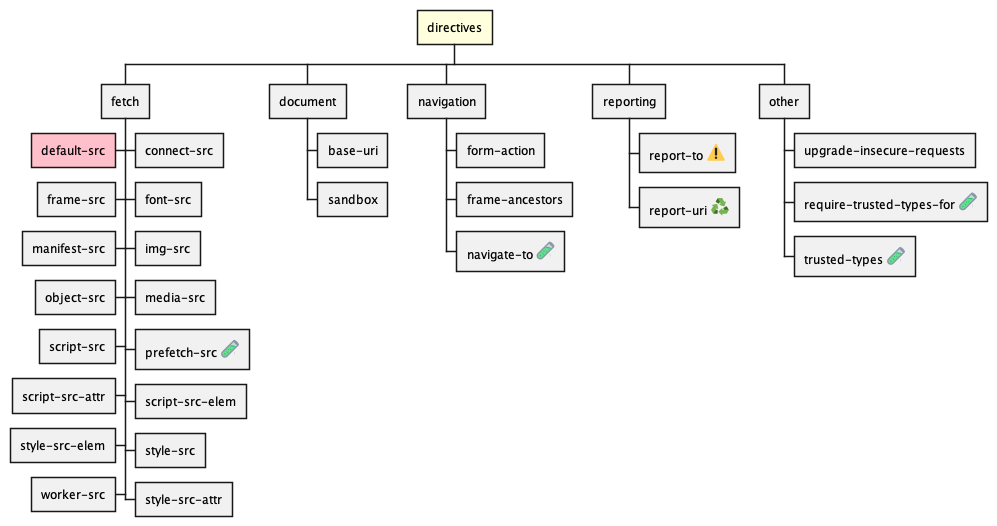 directives
fetch
document
navigation
reporting
other
default-src
connect-src
frame-src
font-src
manifest-src
img-src
object-src
media-src
script-src
prefetch-src
script-src-attr
script-src-elem
style-src-elem
style-src
worker-src
style-src-attr
base-uri
sandbox
form-action
frame-ancestors
navigate-to
report-to
report-uri
upgrade-insecure-requests
require-trusted-types-for
trusted-types